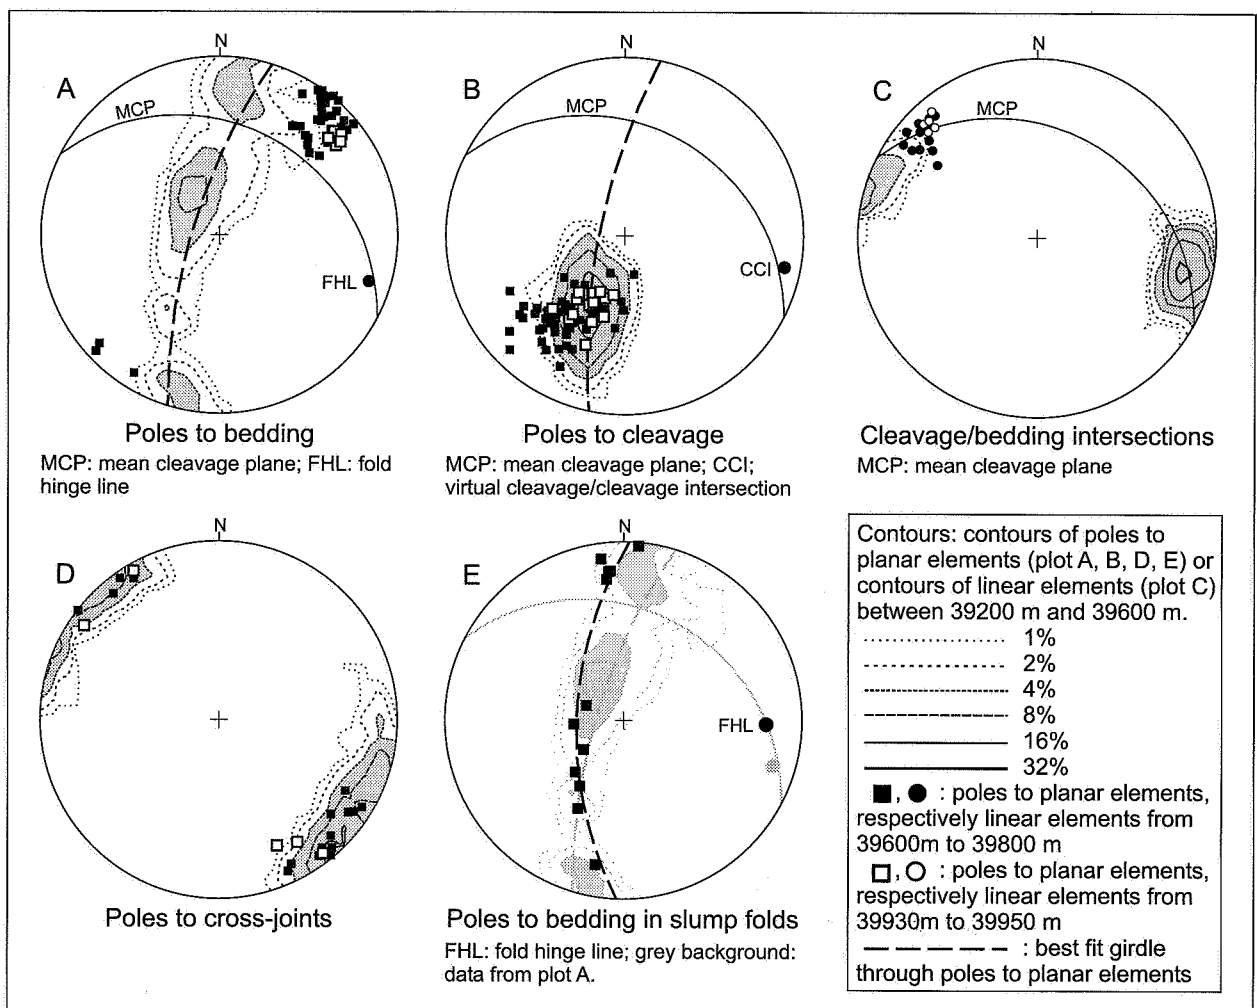 N
A
MCP
FHL
Poles to bedding
MCP: mean cleavage plane; FHL: fold
hinge line
N
B
MCP
CCI
Poles to cleavage
MCP: mean cleavage plane; CCI;
virtual cleavage/cleavage intersection
N
C
MCP
Cleavage/bedding intersections
MCP: mean cleavage plane
N
D
Poles to cross-joints
N
E
FHL
Poles to bedding in slump folds
FHL: fold hinge line; grey background:
data from plot A.
Contours: contours of poles to
planar elements (plot A, B, D, E) or
contours of linear elements (plot C)
between 39200 m and 39600 m.
1%
2%
4%
8%
16%
32%
■, ● : poles to planar elements,
respectively linear elements from
39600m to 39800 m
□, ○ : poles to planar elements,
respectively linear elements from
39930m to 39950 m
: best fit girdle
through poles to planar elements